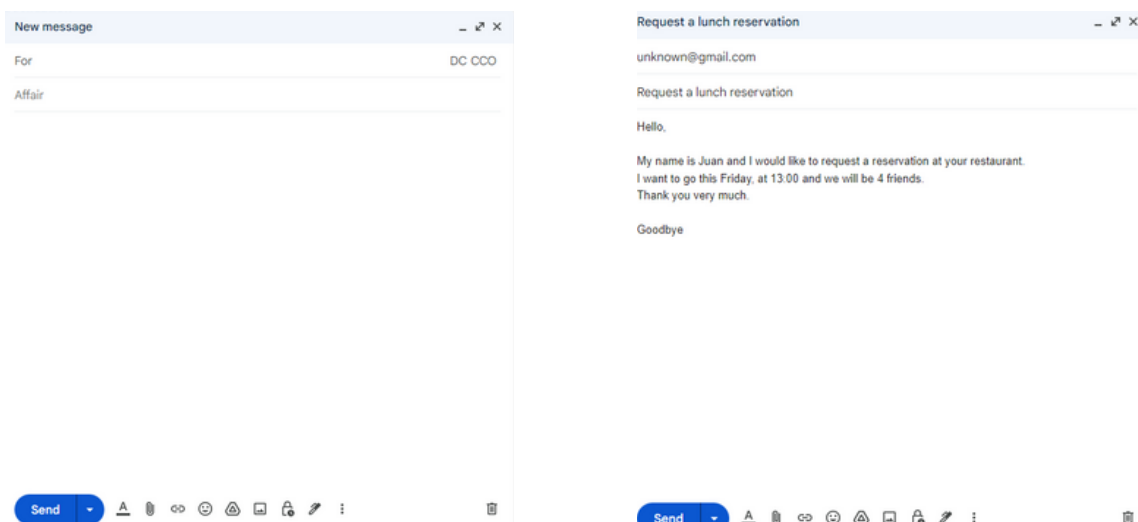 New message
For DC CCO
Affair
Send
Request a lunch reservation
unknown@gmail.com
Request a lunch reservation
Hello,
My name is Juan and I would like to request a reservation at your restaurant.
I want to go this Friday, at 13:00 and we will be 4 friends.
Thank you very much.
Goodbye
Send